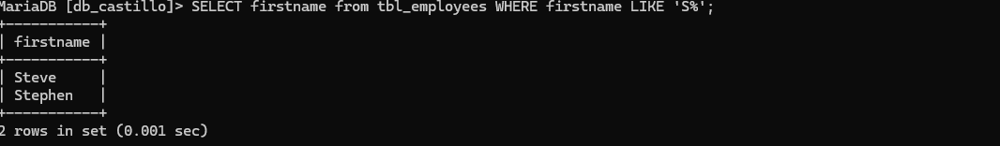 MariaDB [db_castillo]> SELECT firstname from tbl_employees WHERE firstname LIKE 'S%';
+-----------+
| firstname |
+-----------+
| Steve     |
| Stephen   |
+-----------+
2 rows in set (0.001 sec)